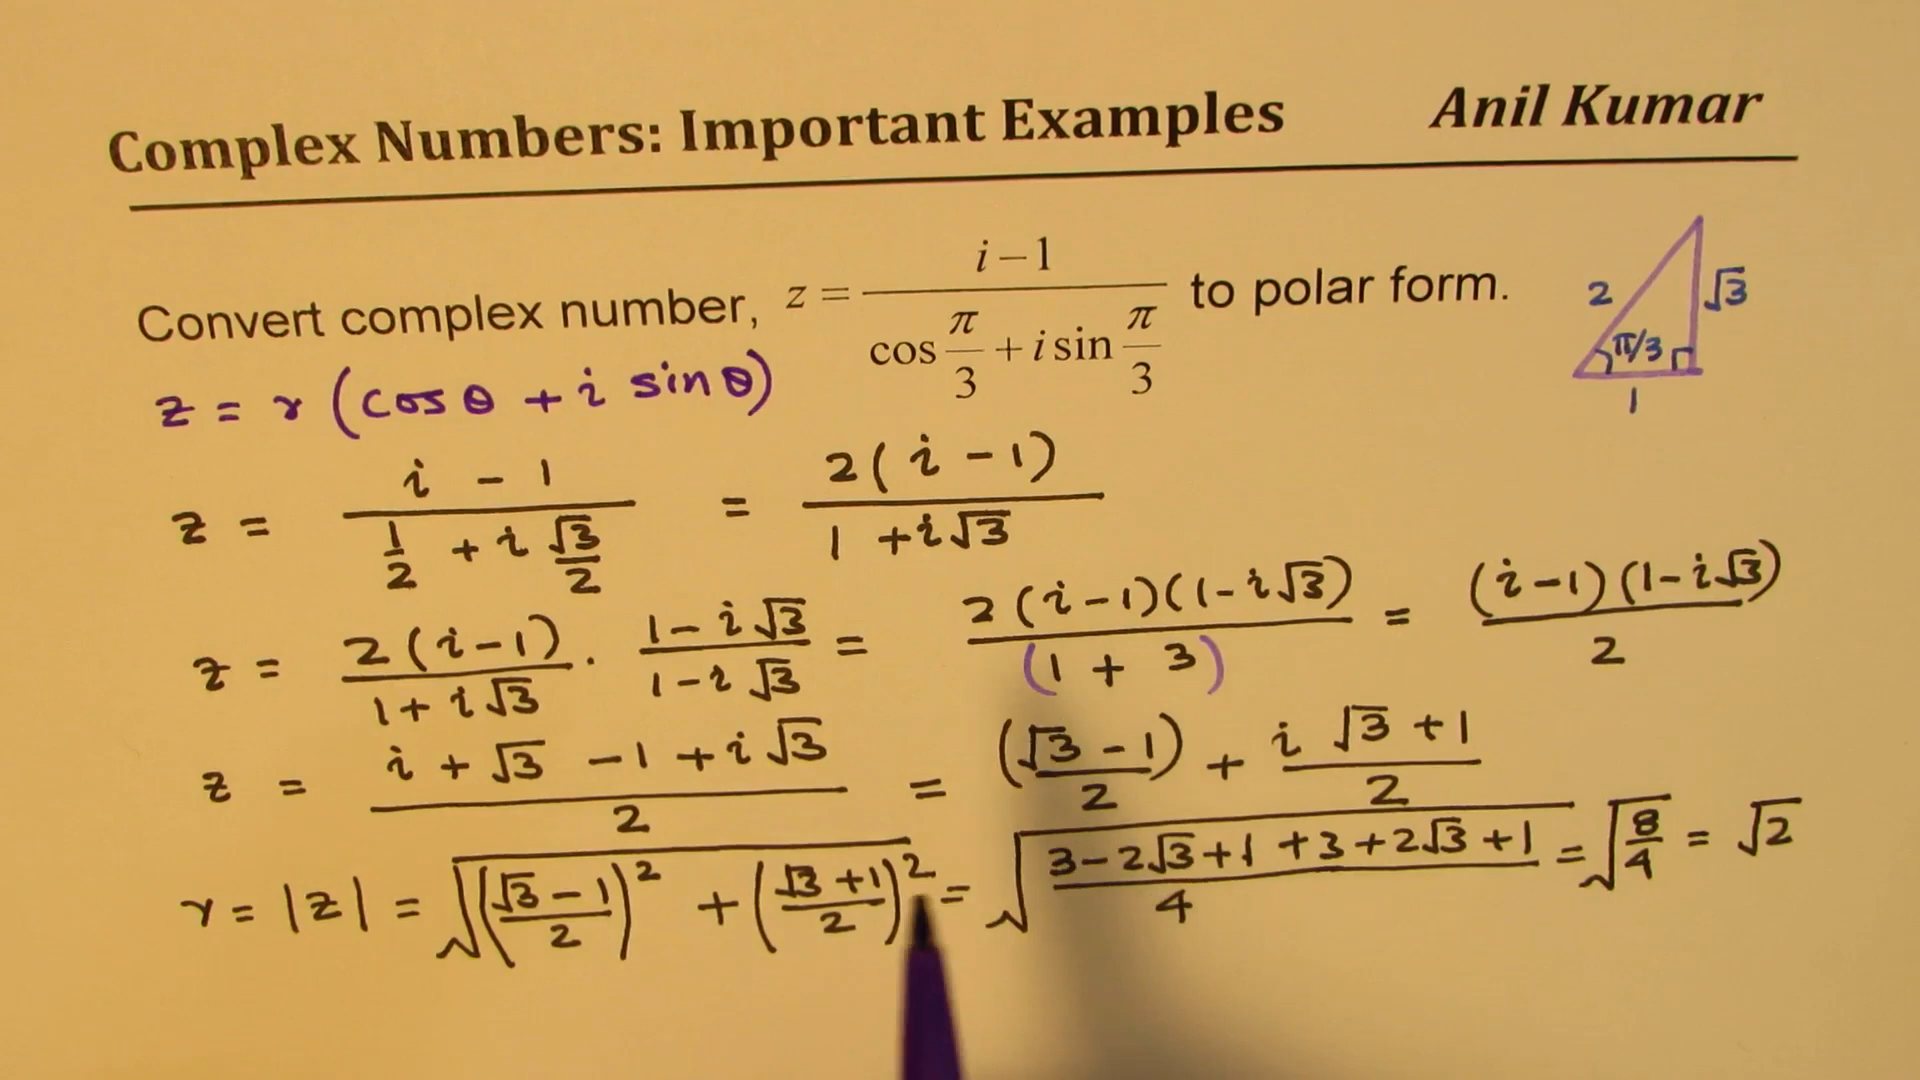 Complex Numbers: Important Examples Anil Kumar
Convert complex number, z = (i−1)/(cos π/3 + i sin π/3) to polar form.
2 √3 π/3 1
z = r (cos θ + i sin θ)
z = (i − 1)/(1/2 + i √3/2) = 2(i − 1)/(1 + i√3)
z = 2(i−1)/(1 + i√3) · (1 − i√3)/(1 − i√3) = 2(i−1)(1−i√3)/(1 + 3) = (i−1)(1−i√3)/2
z = (i + √3 − 1 + i√3)/2 = (√3 − 1)/2 + i (√3 + 1)/2
r = |z| = √(((√3 − 1)/2)² + ((√3 + 1)/2)²) = √((3 − 2√3 + 1 + 3 + 2√3 + 1)/4) = √(8/4) = √2